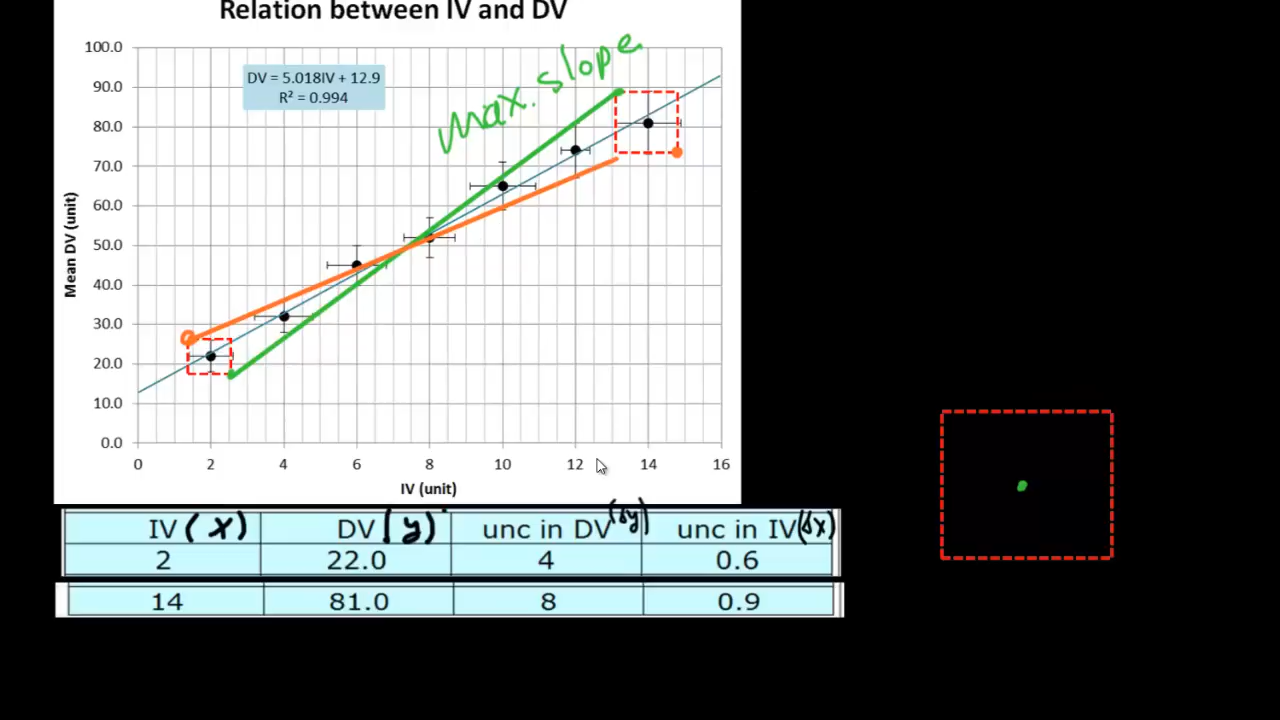 Relation between IV and DV
100.0
90.0
80.0
70.0
60.0
50.0
40.0
30.0
20.0
10.0
0.0
Mean DV (unit)
DV = 5.018IV + 12.9
R² = 0.994
max. slope
0 2 4 6 8 10 12 14 16
IV (unit)
IV (x) DV (y) unc in DV (Δy) unc in IV (Δx)
2 22.0 4 0.6
14 81.0 8 0.9